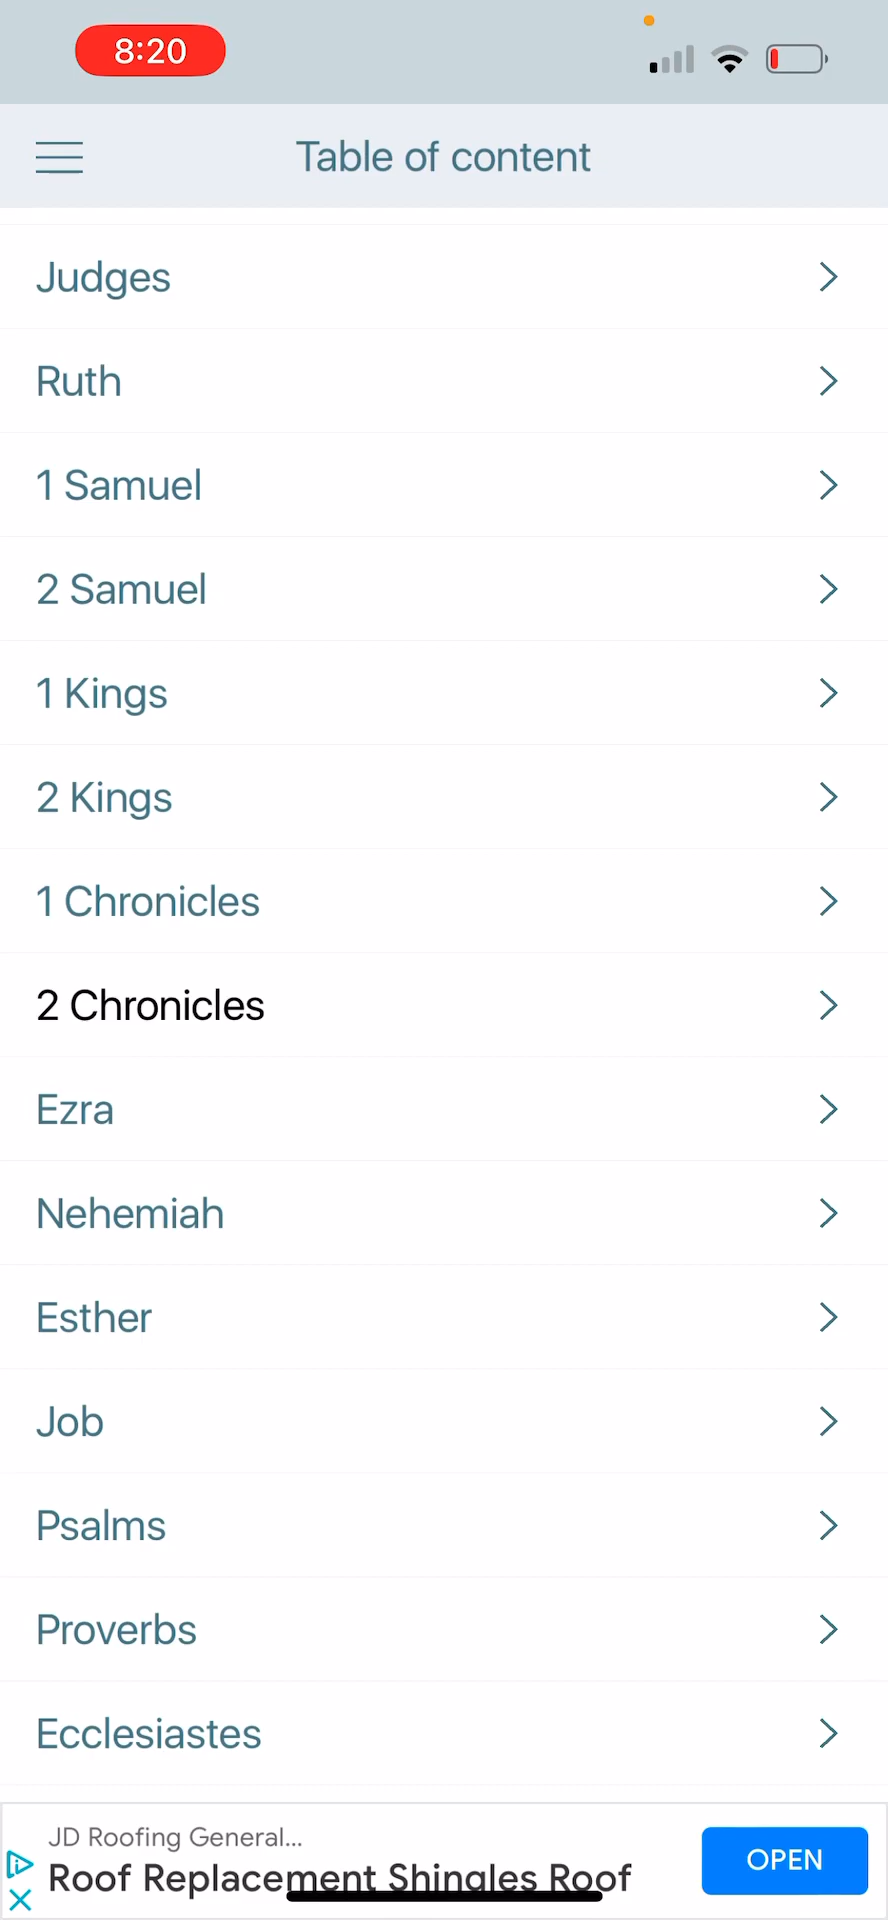 8:20
Table of content
Judges
Ruth
1 Samuel
2 Samuel
1 Kings
2 Kings
1 Chronicles
2 Chronicles
Ezra
Nehemiah
Esther
Job
Psalms
Proverbs
Ecclesiastes
JD Roofing General...
Roof Replacement Shingles Roof
OPEN